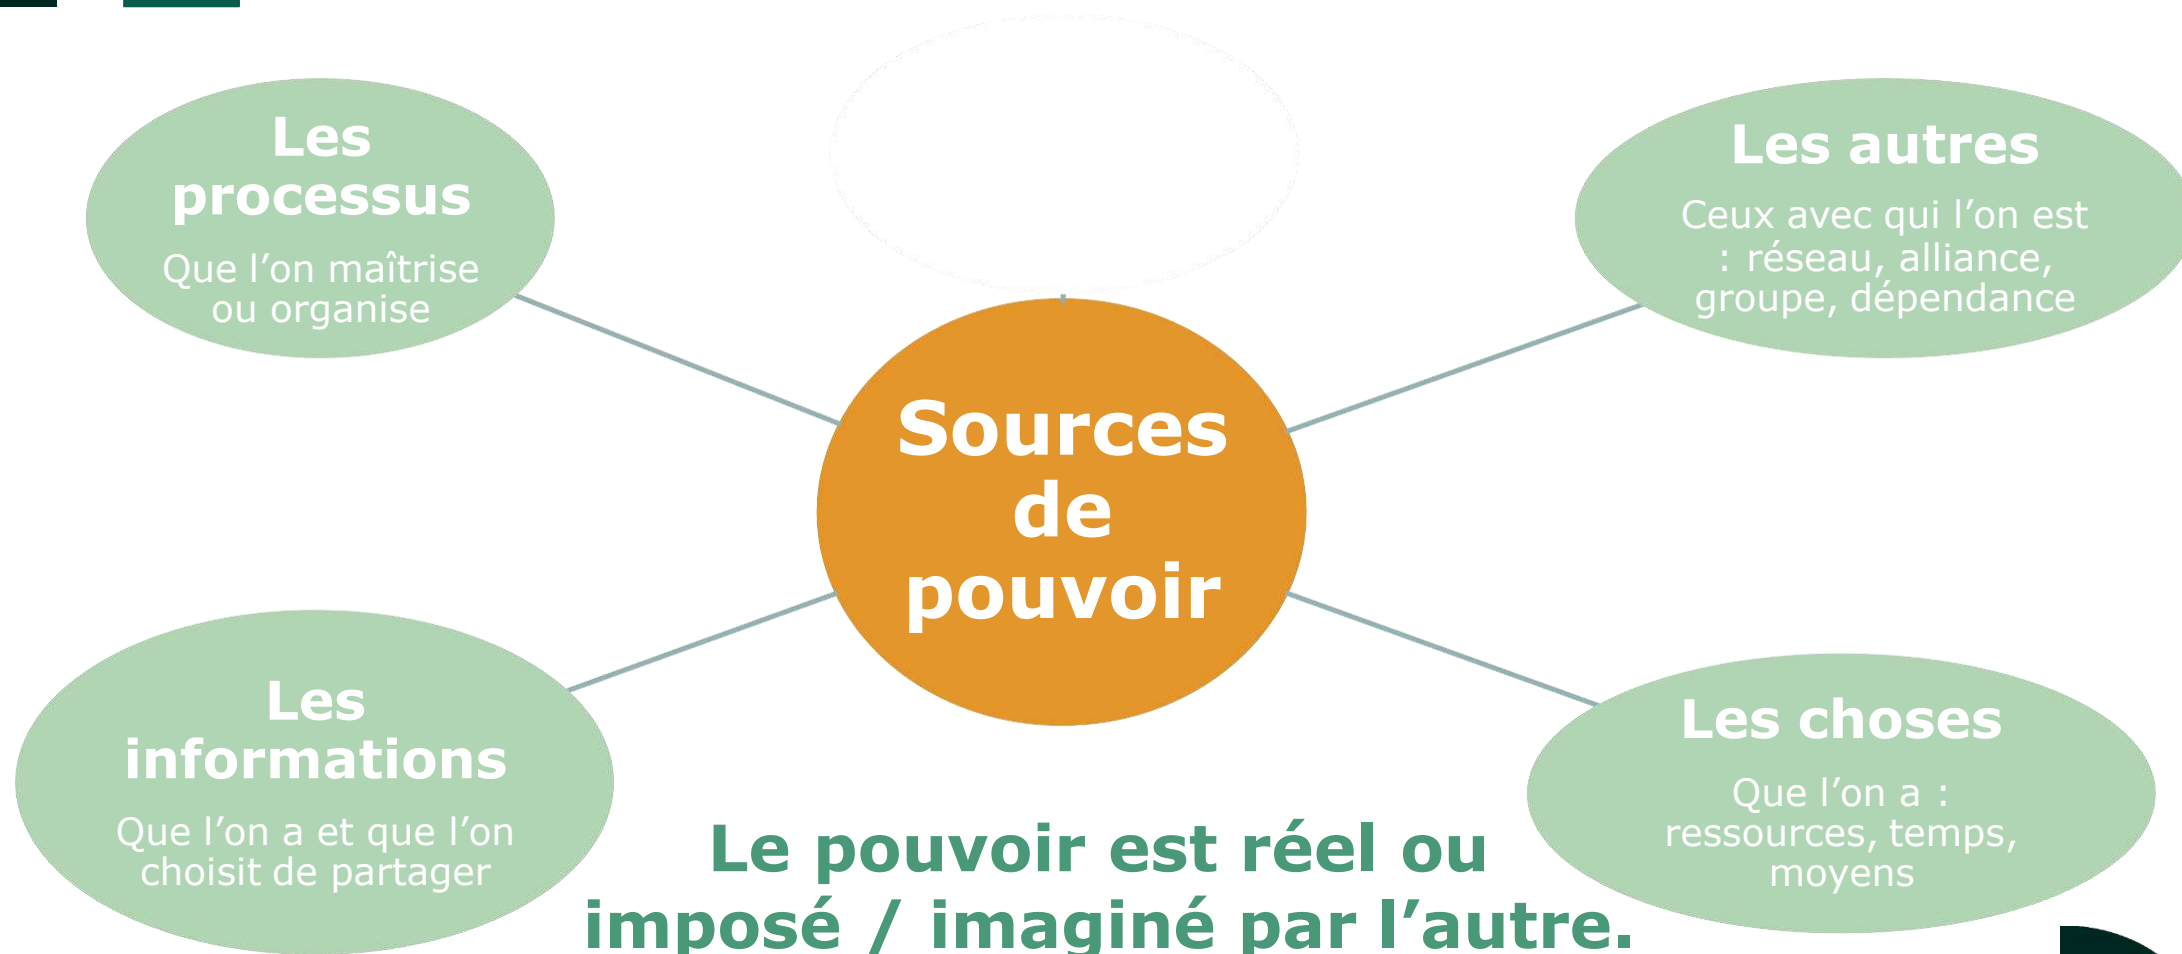 Les
processus
Que l’on maîtrise
ou organise
Les autres
Ceux avec qui l’on est
: réseau, alliance,
groupe, dépendance
Sources
de
pouvoir
Les
informations
Que l’on a et que l’on
choisit de partager
Les choses
Que l’on a :
ressources, temps,
moyens
Le pouvoir est réel ou
imposé / imaginé par l’autre.